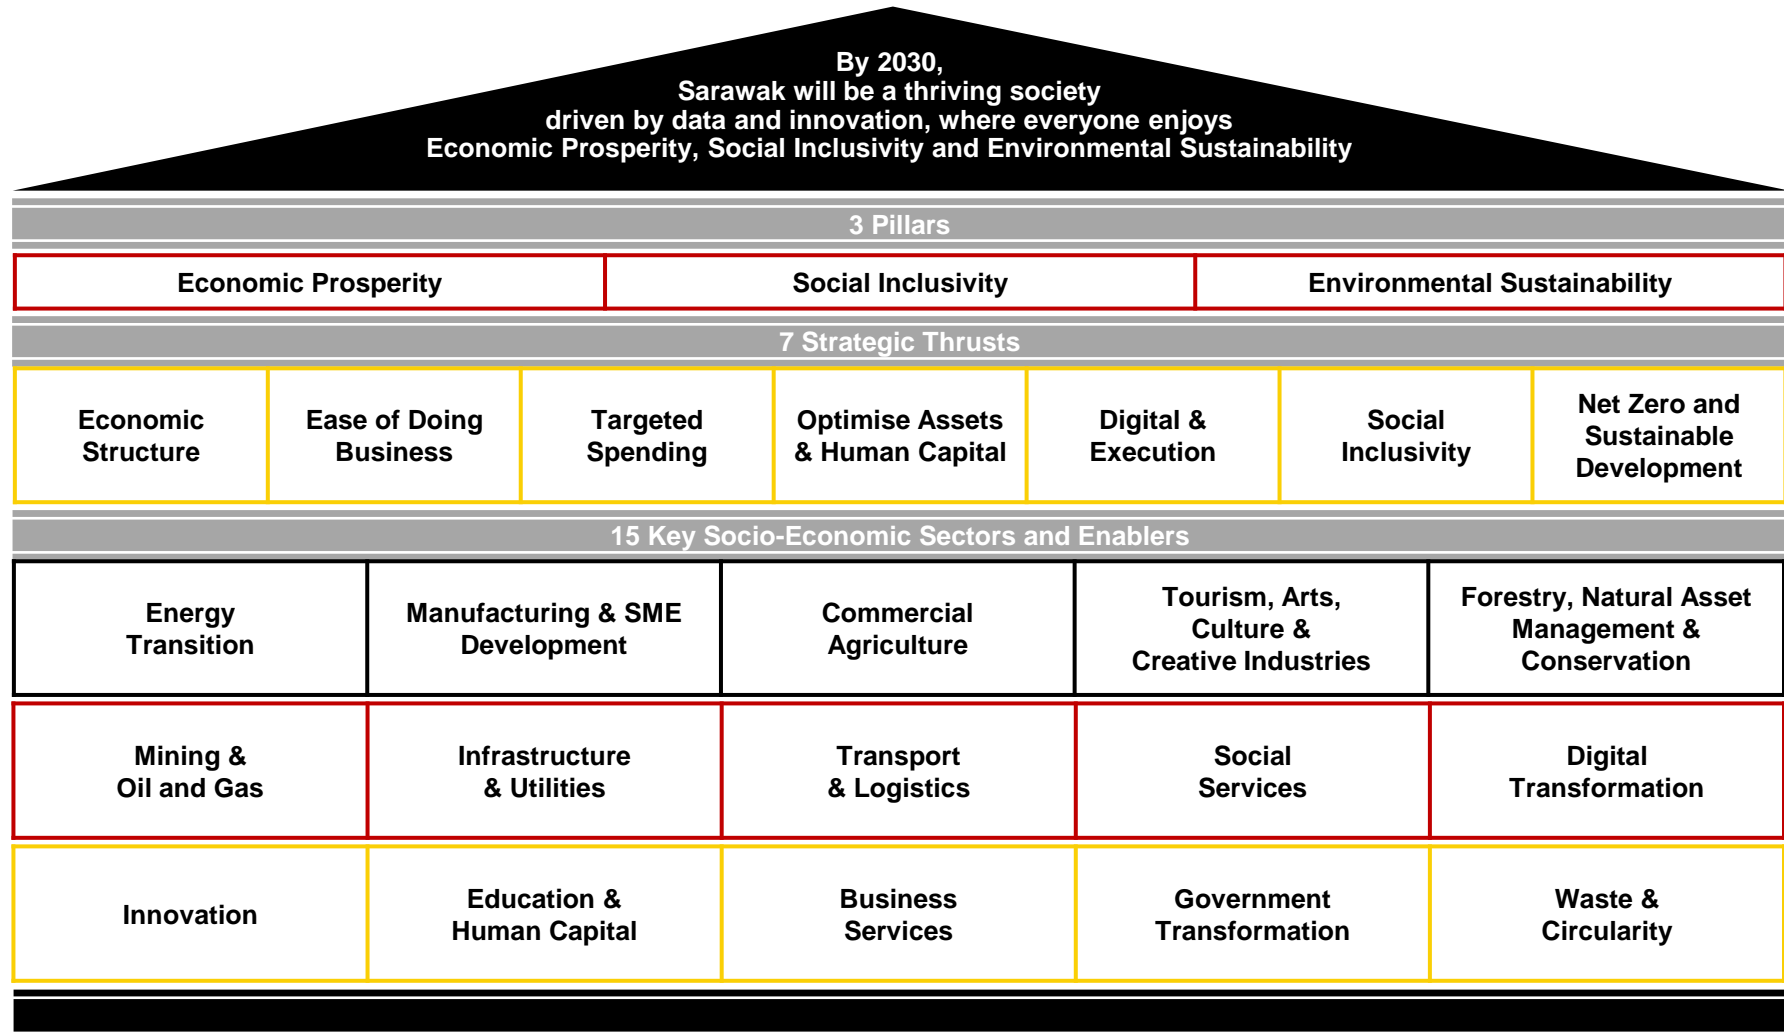 By 2030,
Sarawak will be a thriving society
driven by data and innovation, where everyone enjoys
Economic Prosperity, Social Inclusivity and Environmental Sustainability
3 Pillars
Economic Prosperity
Social Inclusivity
Environmental Sustainability
7 Strategic Thrusts
Economic
Structure
Ease of Doing
Business
Targeted
Spending
Optimise Assets
& Human Capital
Digital &
Execution
Social
Inclusivity
Net Zero and
Sustainable
Development
15 Key Socio-Economic Sectors and Enablers
Energy
Transition
Manufacturing & SME
Development
Commercial
Agriculture
Tourism, Arts,
Culture &
Creative Industries
Forestry, Natural Asset
Management &
Conservation
Mining &
Oil and Gas
Infrastructure
& Utilities
Transport
& Logistics
Social
Services
Digital
Transformation
Innovation
Education &
Human Capital
Business
Services
Government
Transformation
Waste &
Circularity